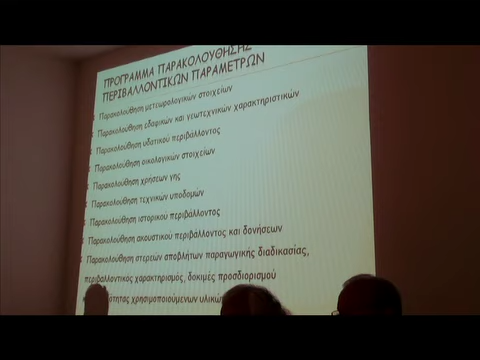 ΠΡΟΓΡΑΜΜΑ ΠΑΡΑΚΟΛΟΥΘΗΣΗΣ
ΠΕΡΙΒΑΛΛΟΝΤΙΚΩΝ ΠΑΡΑΜΕΤΡΩΝ
Παρακολούθηση μετεωρολογικών στοιχείων
Παρακολούθηση εδαφικών και γεωτεχνικών χαρακτηριστικών
Παρακολούθηση υδατικού περιβάλλοντος
Παρακολούθηση οικολογικών στοιχείων
Παρακολούθηση χρήσεων γης
Παρακολούθηση τεχνικών υποδομών
Παρακολούθηση ιστορικού περιβάλλοντος
Παρακολούθηση ακουστικού περιβάλλοντος και δονήσεων
Παρακολούθηση στερεών αποβλήτων παραγωγικής διαδικασίας,
περιβαλλοντικός χαρακτηρισμός, δοκιμές προσδιορισμού
χρησιμοποιούμενων